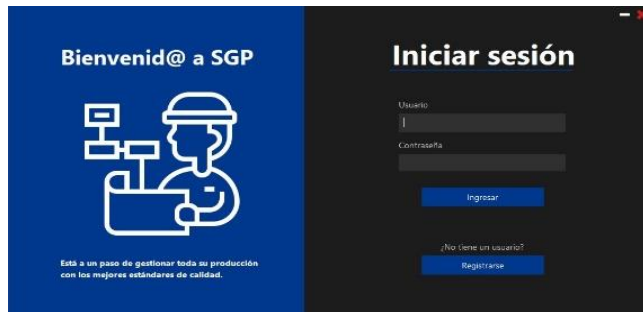 Bienvenid@ a SGP
Está a un paso de gestionar toda su producción
con los mejores estándares de calidad.
Iniciar sesión
Usuario
Contraseña
Ingresar
¿No tiene un usuario?
Registrarse